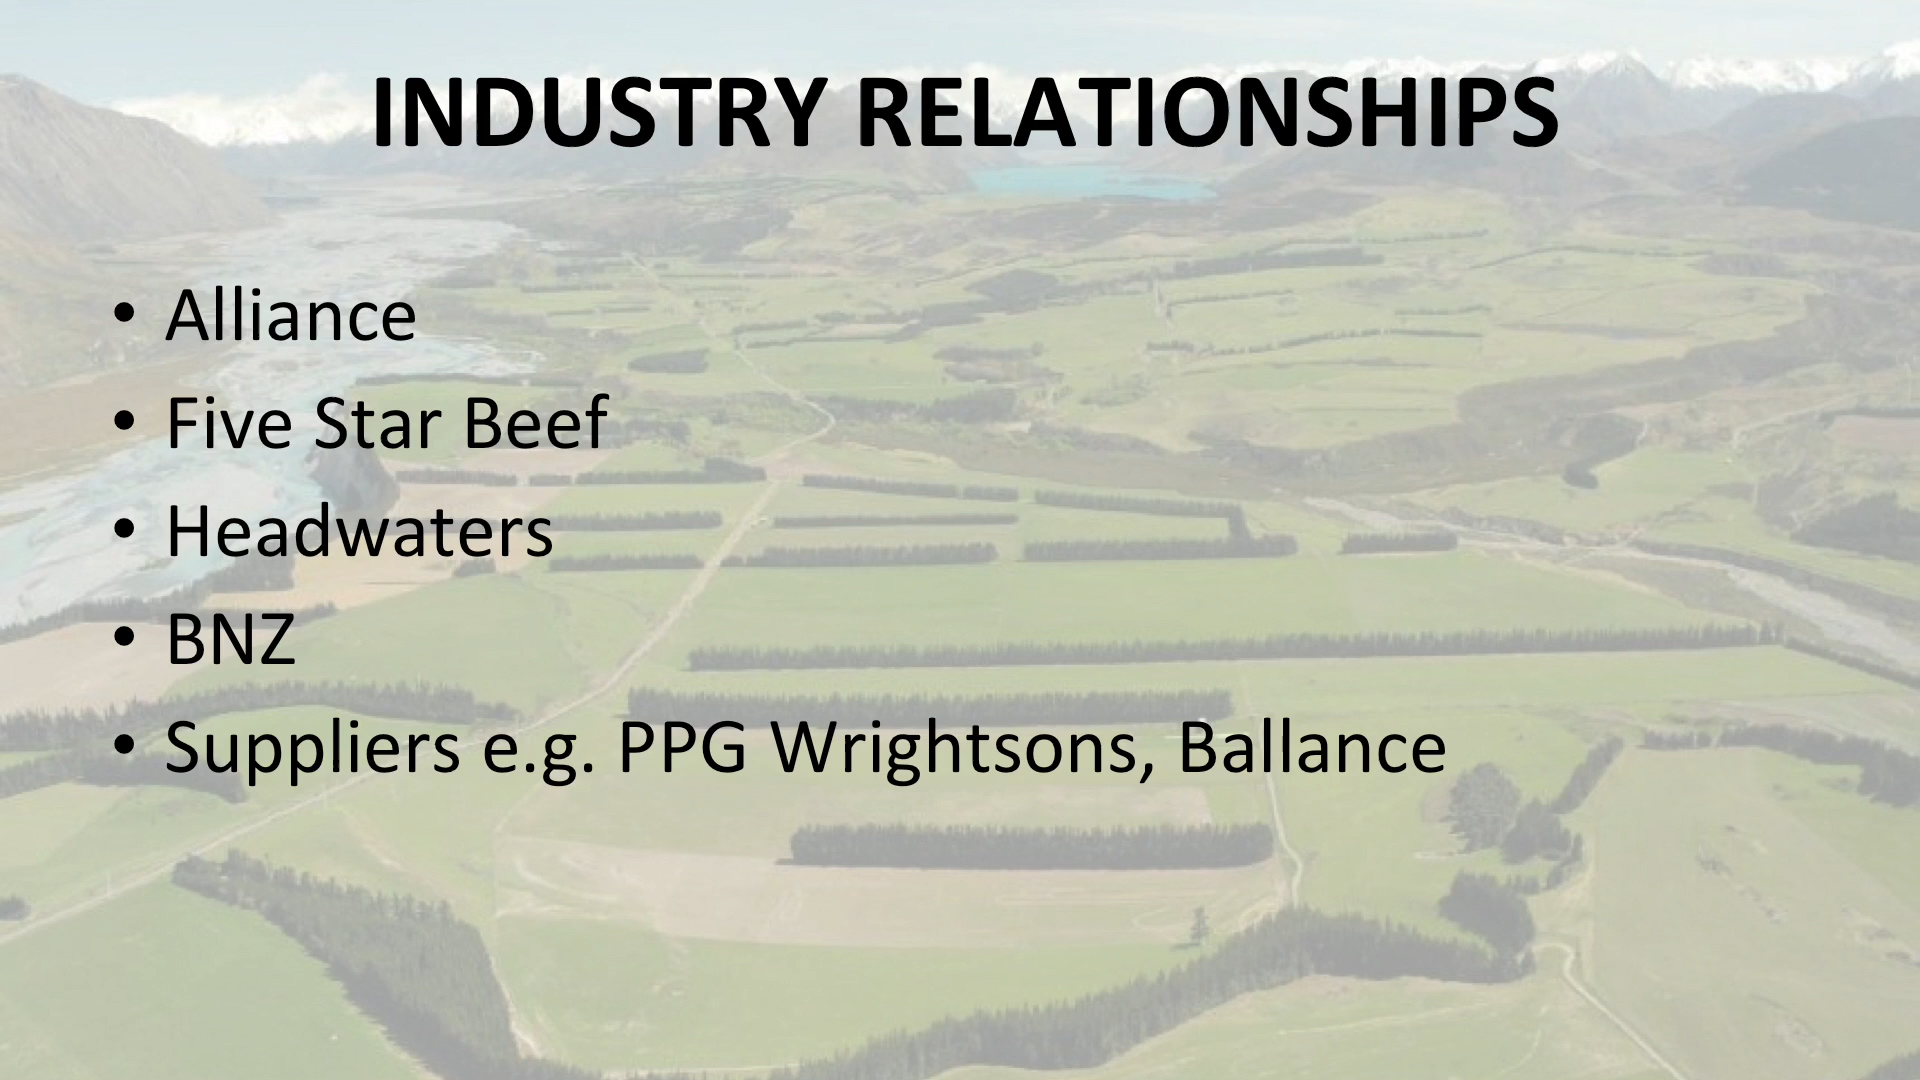 INDUSTRY RELATIONSHIPS
• Alliance
• Five Star Beef
• Headwaters
• BNZ
• Suppliers e.g. PPG Wrightsons, Ballance